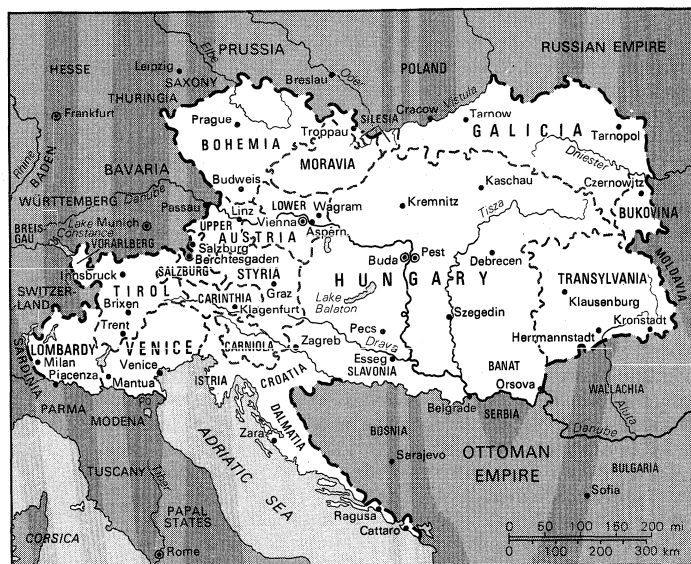 PRUSSIA
RUSSIAN EMPIRE
HESSE
Leipzig
Elbe
SAXONY
Breslau
Oder
POLAND
THURINGIA
Frankfurt
Cracow
Vistula
SILESIA
Tarnow
Prague
Troppau
GALICIA
Tarnopol
BOHEMIA
Rhine
BADEN
MORAVIA
Dniester
BAVARIA
Budweis
Kaschau
Czernowitz
WÜRTTEMBERG
Danube
Passau
LOWER
Wagram
Kremnitz
Tisza
BUKOVINA
Linz
Vienna
Aspern
BREIS
GAU
Lake
Constance
Munich
UPPER
AUSTRIA
VORARLBERG
Salzburg
Berchtesgaden
Buda
Pest
Debrecen
MOLDAVIA
Innsbruck
SALZBURG
STYRIA
HUNGARY
TRANSYLVANIA
SWITZER-
LAND
TIROL
Graz
Brixen
CARINTHIA
Lake
Balaton
Klausenburg
Klagenfurt
Szegedin
Kronstadt
Trent
Pecs
Hermannstadt
LOMBARDY
VENICE
CARNIOLA
Zagreb
Drava
Milan
Venice
Esseg
SLAVONIA
BANAT
SARDINIA
Piacenza
Mantua
ISTRIA
CROATIA
Orsova
WALLACHIA
PARMA
Belgrade
SERBIA
Aluta
MODENA
DALMATIA
Danube
Zara
BOSNIA
OTTOMAN
EMPIRE
ADRIATIC SEA
Sarajevo
BULGARIA
TUSCANY
Sofia
PAPAL
STATES
Ragusa
Cattaro
CORSICA
Rome
0 50 100 150 200 mi
0 100 200 300 km